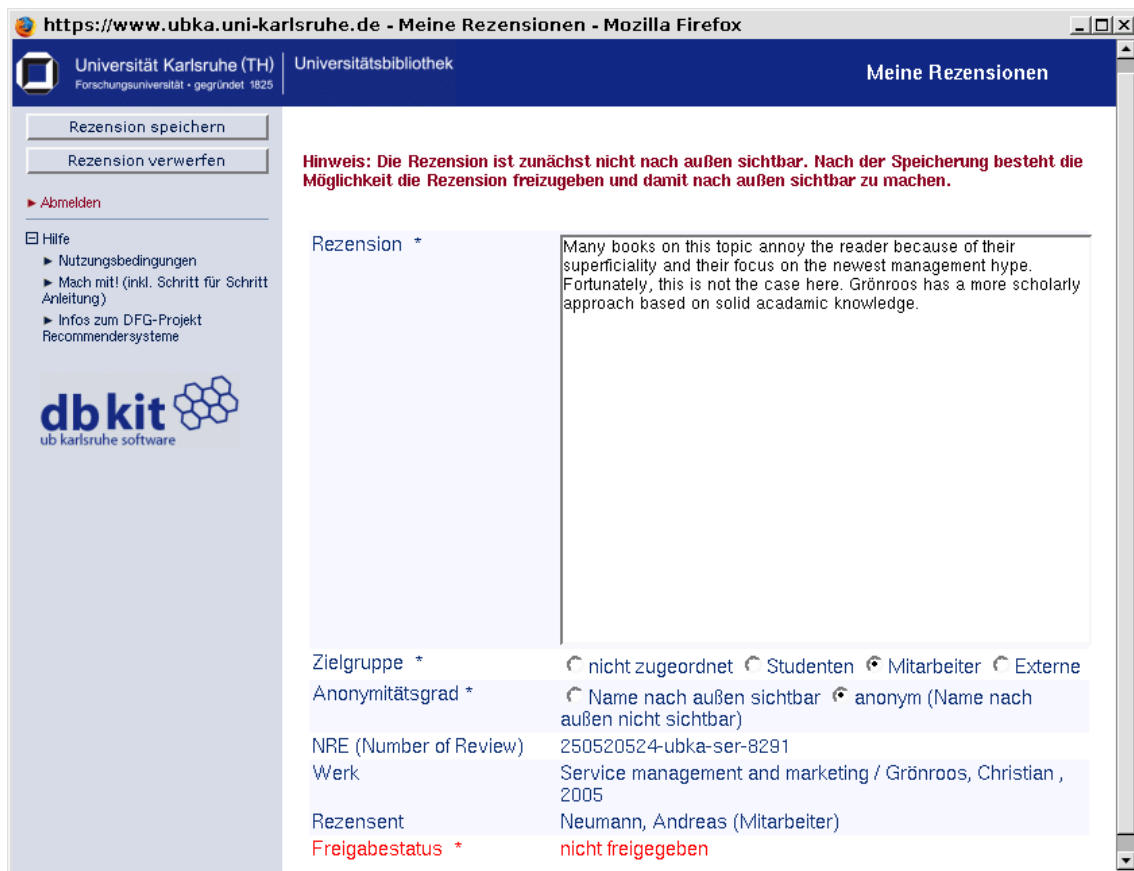 https://www.ubka.uni-karlsruhe.de - Meine Rezensionen - Mozilla Firefox
Universität Karlsruhe (TH)
Forschungsuniversität • gegründet 1825
Universitätsbibliothek
Meine Rezensionen
Rezension speichern
Rezension verwerfen
Abmelden
Hilfe
Nutzungsbedingungen
Mach mit! (inkl. Schritt für Schritt
Anleitung)
Infos zum DFG-Projekt
Recommendersysteme
dbkit
ub karlsruhe software
Hinweis: Die Rezension ist zunächst nicht nach außen sichtbar. Nach der Speicherung besteht die
Möglichkeit die Rezension freizugeben und damit nach außen sichtbar zu machen.
Rezension *
Many books on this topic annoy the reader because of their
superficiality and their focus on the newest management hype.
Fortunately, this is not the case here. Grönroos has a more scholarly
approach based on solid acadamic knowledge.
Zielgruppe * nicht zugeordnet Studenten Mitarbeiter Externe
Anonymitätsgrad * Name nach außen sichtbar anonym (Name nach
außen nicht sichtbar)
NRE (Number of Review) 250520524-ubka-ser-8291
Werk Service management and marketing / Grönroos, Christian ,
2005
Rezensent Neumann, Andreas (Mitarbeiter)
Freigabestatus * nicht freigegeben